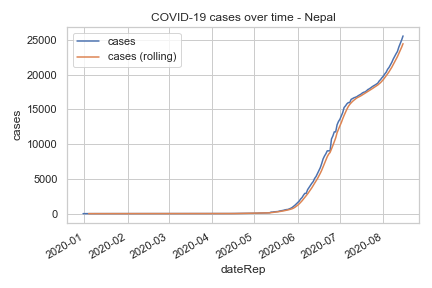 COVID-19 cases over time - Nepal
cases
cases (rolling)
25000
20000
15000
10000
5000
0
cases
2020-01
2020-02
2020-03
2020-04
2020-05
2020-06
2020-07
2020-08
dateRep